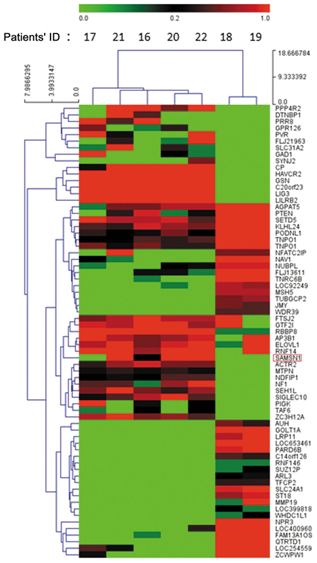 0.0 0.2 1.0
Patients' ID : 17 21 16 20 22 18 19
18.666784
9.333392
0.0
7.9866295
3.9933147
0.0
PPP4R2
DTNBP1
PRR8
GPR126
PVR
FLJ21963
SLC31A2
GAD1
SYNJ2
CP
HAVCR2
GSN
C20orf23
LIG3
LILRB2
AGPAT5
PTEN
SETD5
KLHL24
PODNL1
TNPO1
TNPO1
NFATC2IP
NAV1
NUBPL
FLJ13611
TNRC6B
LOC92249
MSH5
TUBGCP2
JMY
WDR39
FTSJ2
GTF2I
RBBP8
AP3B1
ELOVL1
RNF14
SAMSN1
ACTR2
MTPN
NDFIP1
NF1
SEH1L
SIGLEC10
PIGK
TAF6
ZC3H12A
AUH
GOLT1A
LRP11
LOC653461
PARD6B
C14orf126
RNF146
SUZ12P
ARL3
TFCP2
SLC24A1
ST18
MMP19
LOC399818
WHDC1L1
NPR3
LOC400960
FAM13A1OS
QTRTD1
LOC254559
ZCWPW1